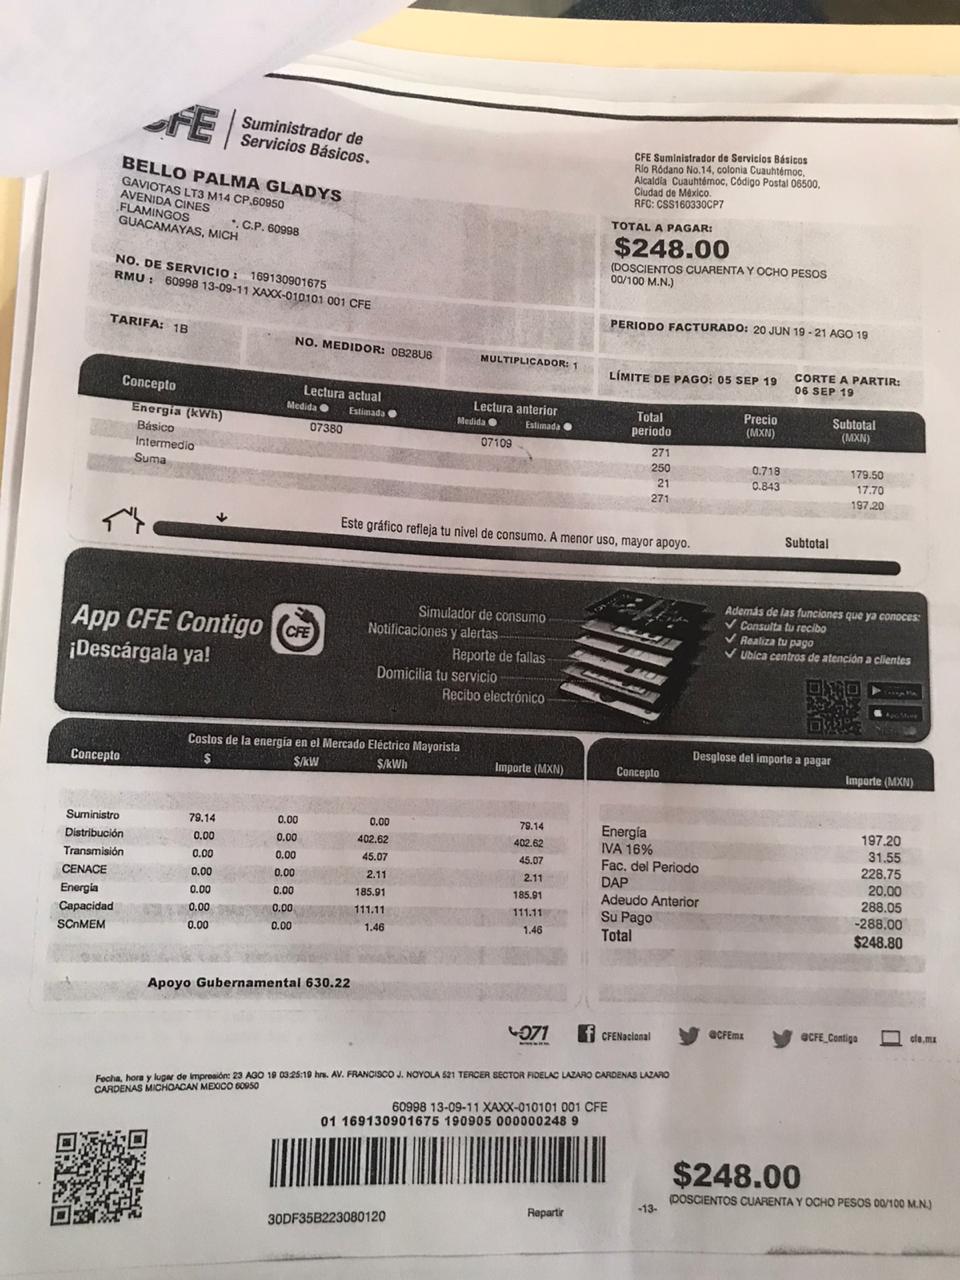 CFE Suministrador de
Servicios Básicos.
BELLO PALMA GLADYS
GAVIOTAS LT3 M14 CP.60950
AVENIDA CINES
FLAMINGOS *, C.P. 60998
GUACAMAYAS, MICH
NO. DE SERVICIO : 169130901675
RMU : 60998 13-09-11 XAXX-010101 001 CFE
CFE Suministrador de Servicios Básicos
Río Ródano No.14, colonia Cuauhtémoc,
Alcaldía Cuauhtémoc, Código Postal 06500,
Ciudad de México.
RFC: CSS160330CP7
TOTAL A PAGAR:
$248.00
(DOSCIENTOS CUARENTA Y OCHO PESOS
00/100 M.N.)
TARIFA: 1B NO. MEDIDOR: 0B28U6 MULTIPLICADOR: 1
PERIODO FACTURADO: 20 JUN 19 - 21 AGO 19
LÍMITE DE PAGO: 05 SEP 19 CORTE A PARTIR:
06 SEP 19
Concepto Lectura actual Lectura anterior Total Precio Subtotal
Medida Estimada Medida Estimada periodo (MXN) (MXN)
Energía (kWh) 07380 07109 271
Básico 250 0.718 179.50
Intermedio 21 0.843 17.70
Suma 271 197.20
Este gráfico refleja tu nivel de consumo. A menor uso, mayor apoyo. Subtotal
App CFE Contigo CFE
¡Descárgala ya!
Simulador de consumo
Notificaciones y alertas
Reporte de fallas
Domicilia tu servicio
Recibo electrónico
Además de las funciones que ya conoces:
Consulta tu recibo
Realiza tu pago
Ubica centros de atención a clientes
Google Play
App Store
Costos de la energía en el Mercado Eléctrico Mayorista
Concepto $ $/kW $/kWh Importe (MXN)
Suministro 79.14 0.00 0.00 79.14
Distribución 0.00 0.00 402.62 402.62
Transmisión 0.00 0.00 45.07 45.07
CENACE 0.00 0.00 2.11 2.11
Energía 0.00 0.00 185.91 185.91
Capacidad 0.00 0.00 111.11 111.11
SCnMEM 0.00 0.00 1.46 1.46
Apoyo Gubernamental 630.22
Desglose del importe a pagar
Concepto Importe (MXN)
Energía 197.20
IVA 16% 31.55
Fac. del Periodo 228.75
DAP 20.00
Adeudo Anterior 288.05
Su Pago -288.00
Total $248.80
071 CFENacional @CFEmx @CFE_Contigo cfe.mx
Fecha, hora y lugar de impresión: 23 AGO 19 03:25:19 hrs. AV. FRANCISCO J. NOYOLA 521 TERCER SECTOR FIDELAC LAZARO CARDENAS LAZARO
CARDENAS MICHOACAN MEXICO 60950
60998 13-09-11 XAXX-010101 001 CFE
01 169130901675 190905 000000248 9
30DF35B223080120 Repartir -13-
$248.00
(DOSCIENTOS CUARENTA Y OCHO PESOS 00/100 M.N.)